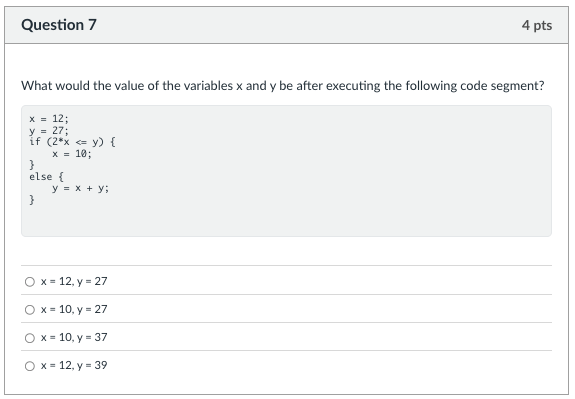 Question 7
4 pts
What would the value of the variables x and y be after executing the following code segment?
x = 12;
y = 27;
if (2*x <= y) {
    x = 10;
}
else {
    y = x + y;
}
x = 12, y = 27
x = 10, y = 27
x = 10, y = 37
x = 12, y = 39